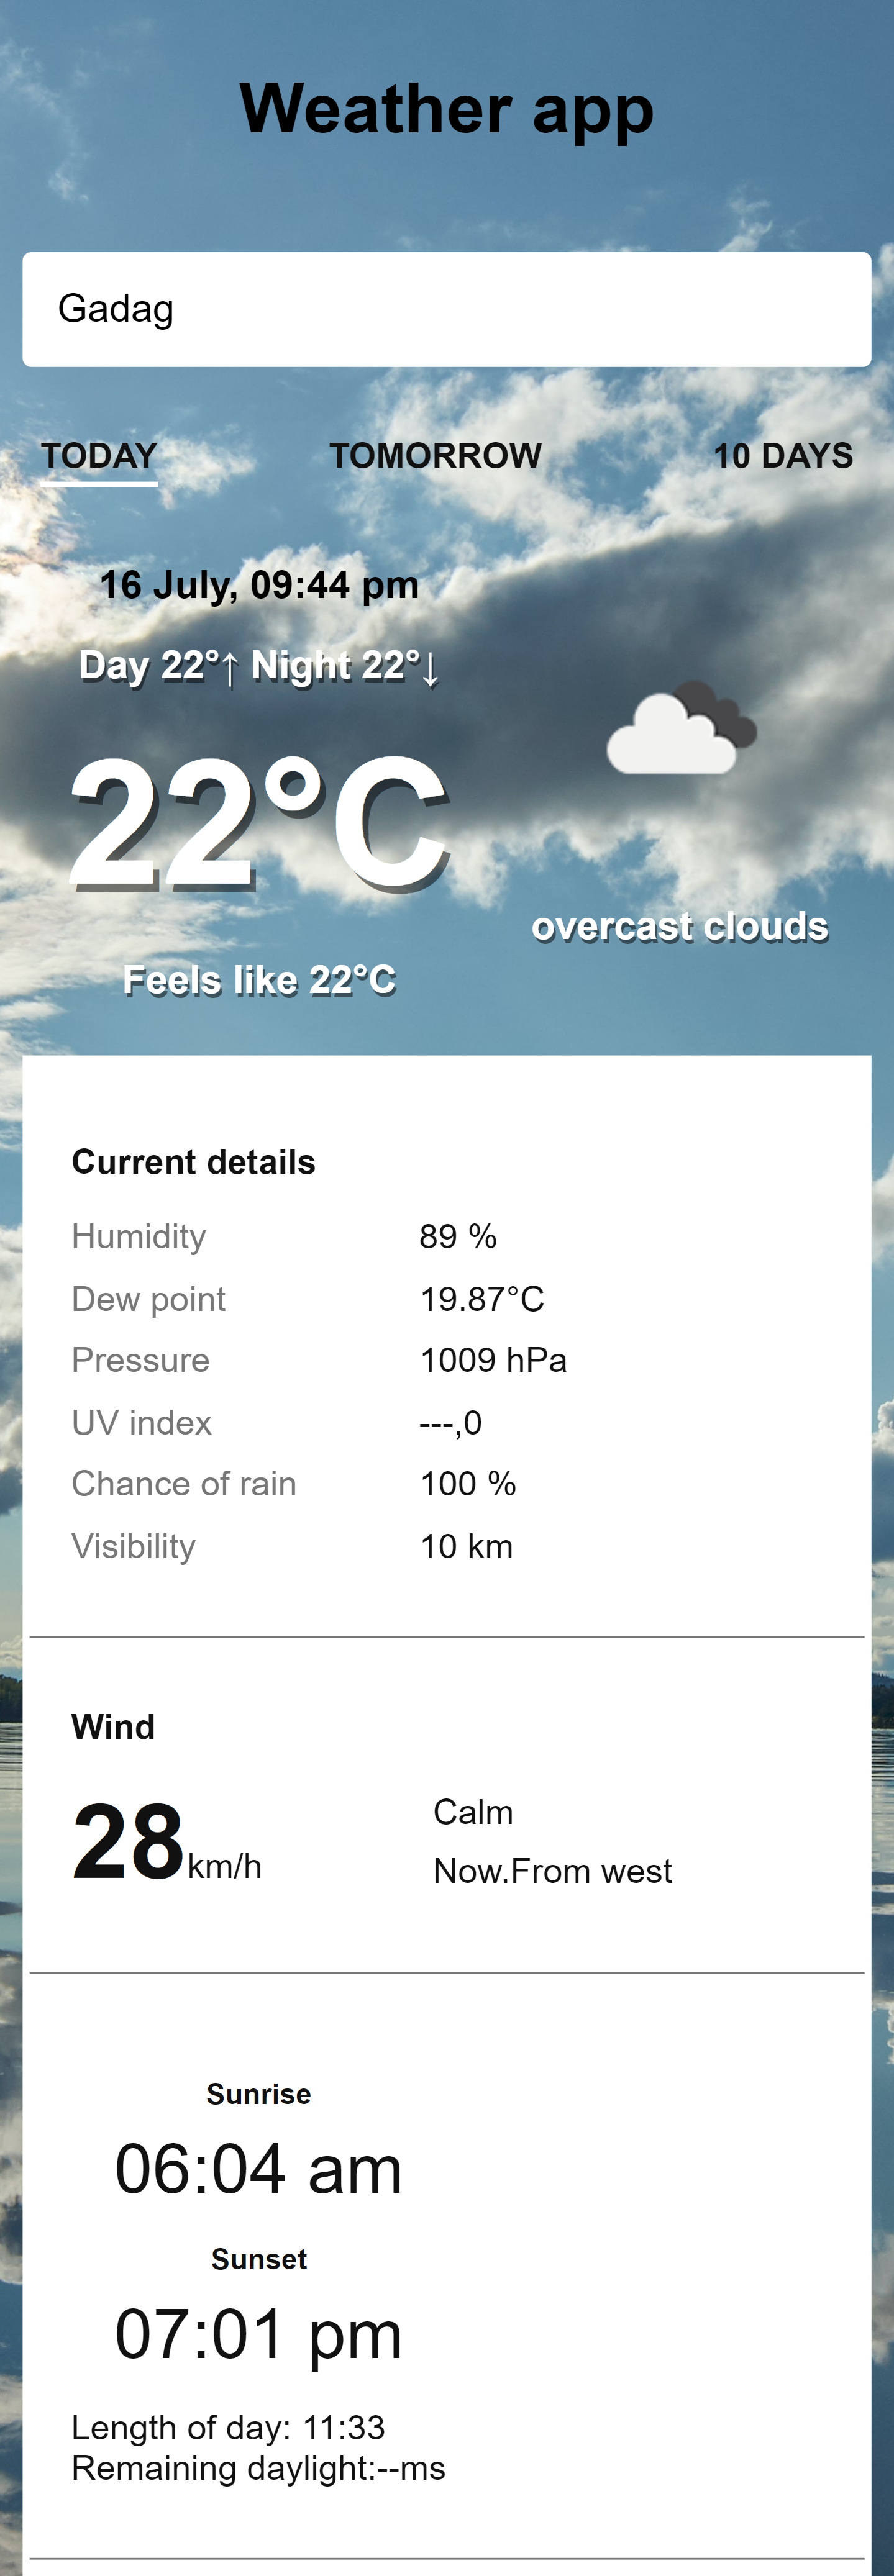 Weather app
Gadag
TODAY TOMORROW 10 DAYS
16 July, 09:44 pm
Day 22°↑ Night 22°↓
22°C
Feels like 22°C
overcast clouds
Current details
Humidity 89 %
Dew point 19.87°C
Pressure 1009 hPa
UV index ---,0
Chance of rain 100 %
Visibility 10 km
Wind
28km/h
Calm
Now.From west
Sunrise
06:04 am
Sunset
07:01 pm
Length of day: 11:33
Remaining daylight:--ms